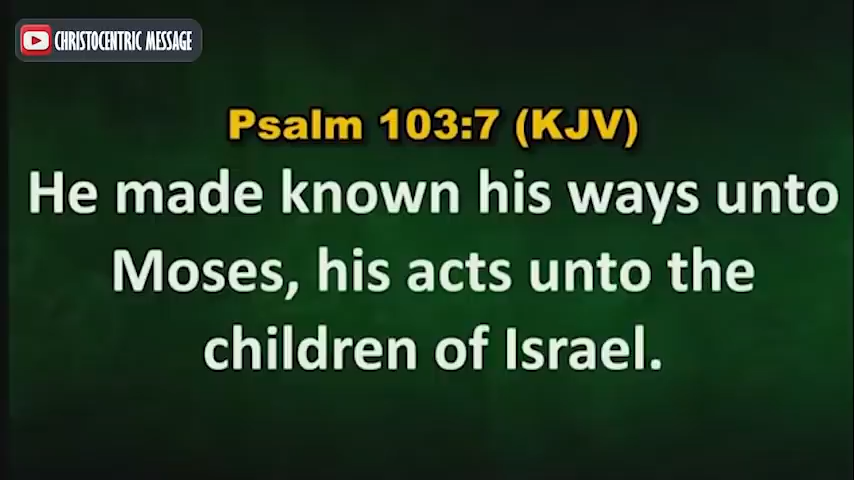 CHRISTOCENTRIC MESSAGE
Psalm 103:7 (KJV)
He made known his ways unto
Moses, his acts unto the
children of Israel.